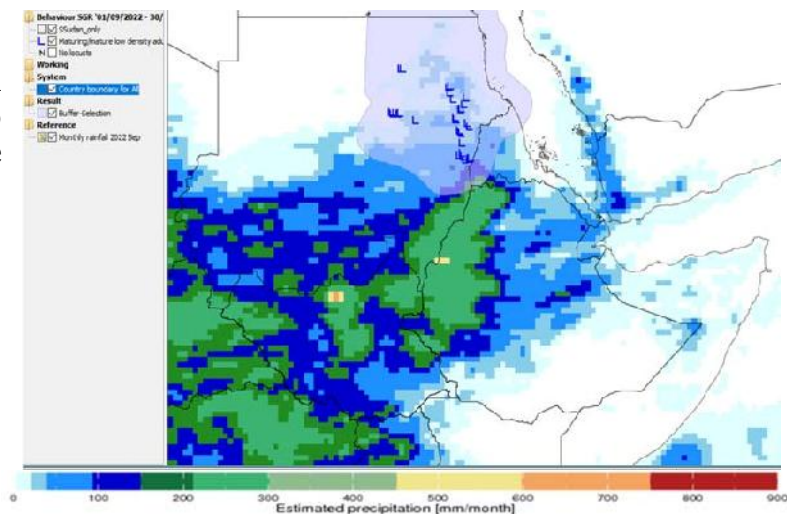 Behaviour SGR '01/09/2022 - 30/
SSudan_only
Maturing/mature low density adu
No locusts
Working
System
Country boundary for All
Result
Buffer-Selection
Reference
Monthly rainfall 2022 Sep
0 100 200 300 450 600 700 800 900
Estimated precipitation [mm/month]